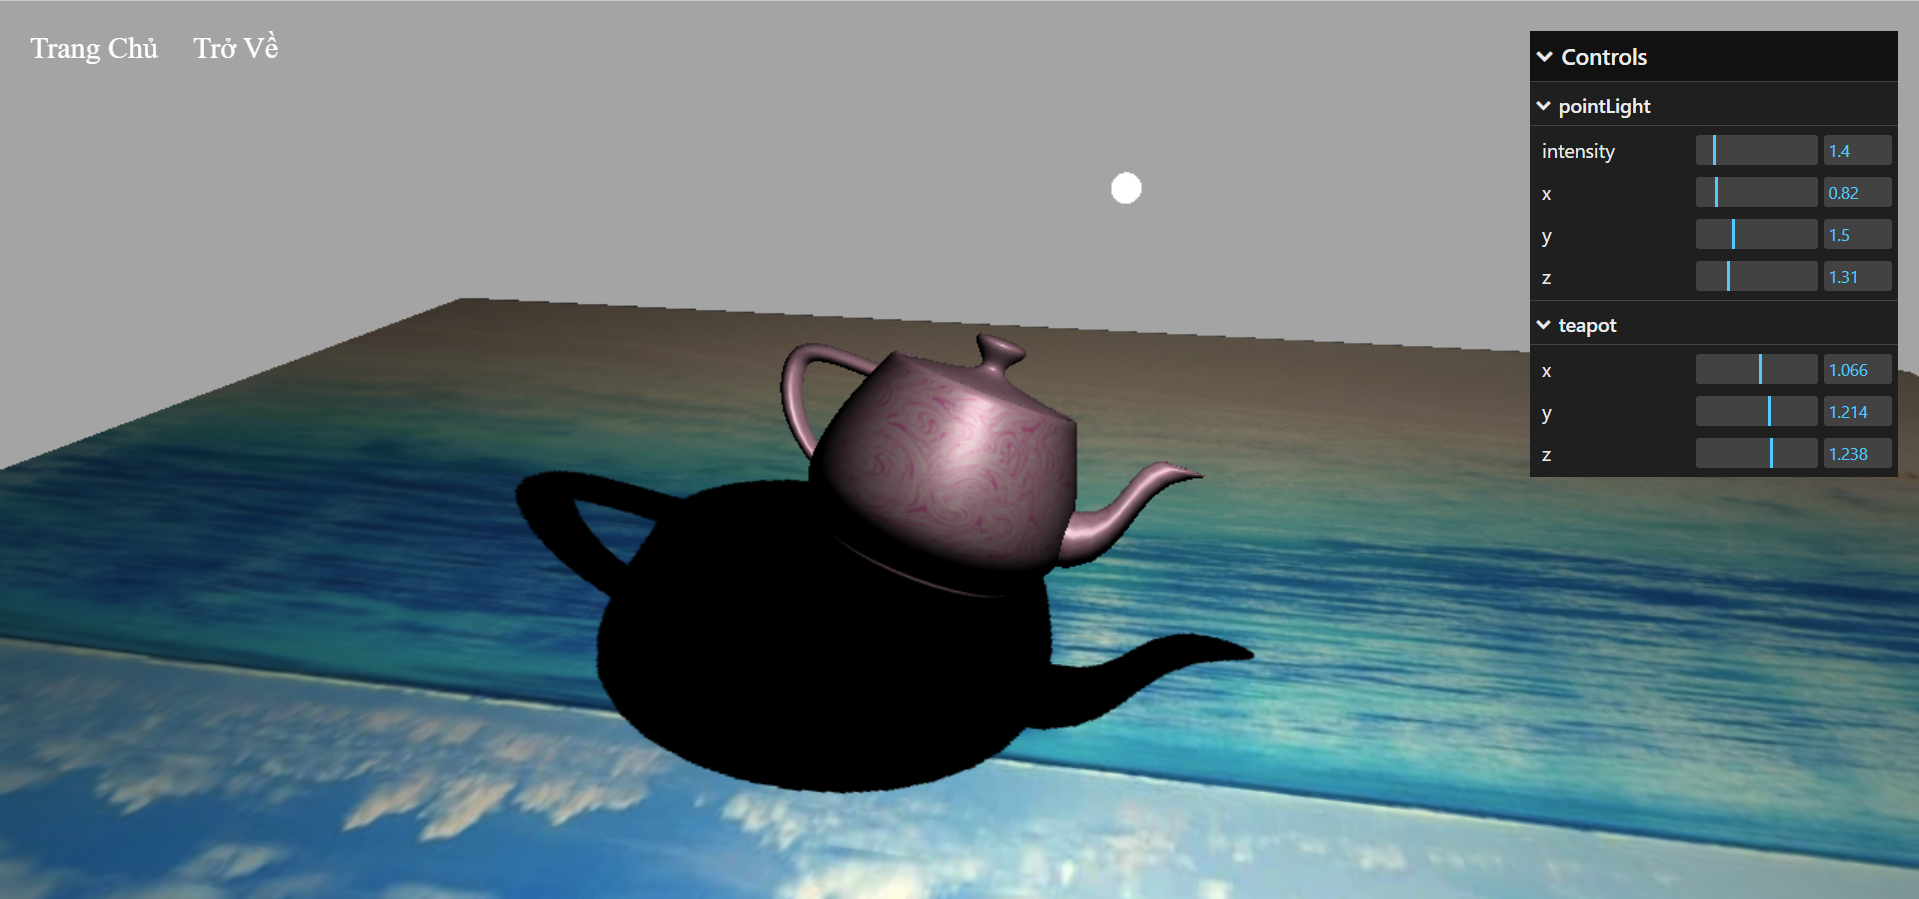 Trang Chủ Trở Về
Controls
pointLight
intensity 1.4
x 0.82
y 1.5
z 1.31
teapot
x 1.066
y 1.214
z 1.238